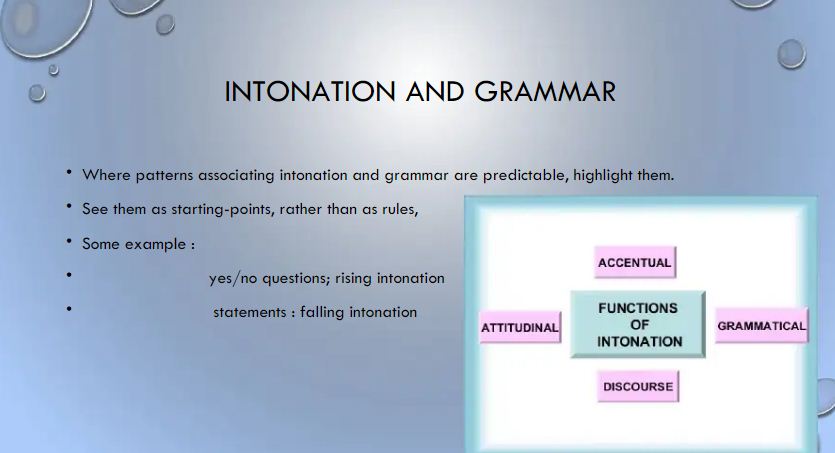 INTONATION AND GRAMMAR
• Where patterns associating intonation and grammar are predictable, highlight them.
• See them as starting-points, rather than as rules,
• Some example :
• yes/no questions; rising intonation
• statements : falling intonation
ACCENTUAL
ATTITUDINAL
FUNCTIONS
OF
INTONATION
GRAMMATICAL
DISCOURSE